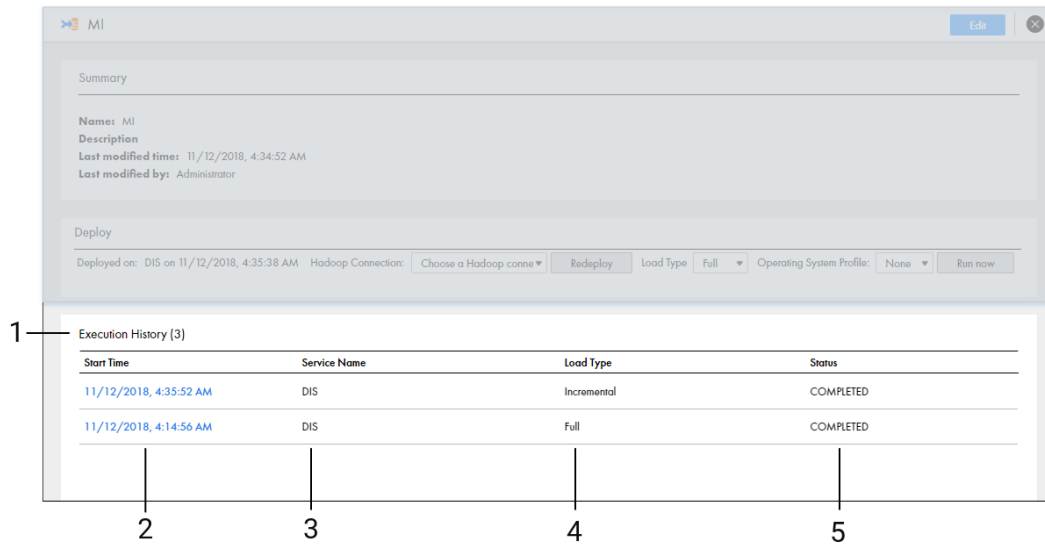 MI
Edit
Summary
Name: MI
Description
Last modified time: 11/12/2018, 4:34:52 AM
Last modified by: Administrator
Deploy
Deployed on: DIS on 11/12/2018, 4:35:38 AM Hadoop Connection: Choose a Hadoop conne Redeploy Load Type Full Operating System Profile: None Run now
1 Execution History (3)
Start Time Service Name Load Type Status
11/12/2018, 4:35:52 AM DIS Incremental COMPLETED
11/12/2018, 4:14:56 AM DIS Full COMPLETED
2 3 4 5